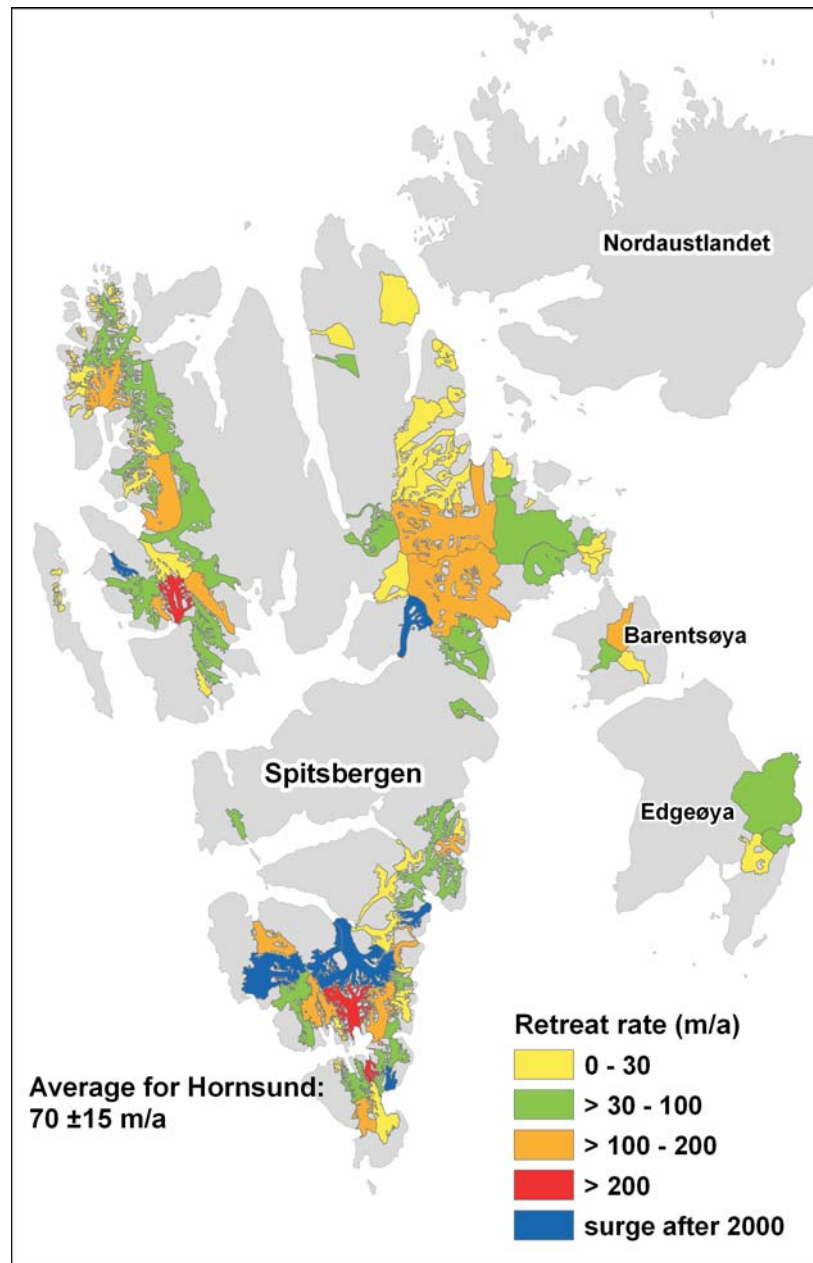 Nordaustlandet
Barentsøya
Spitsbergen
Edgeøya
Average for Hornsund:
70 ±15 m/a
Retreat rate (m/a)
0 - 30
> 30 - 100
> 100 - 200
> 200
surge after 2000